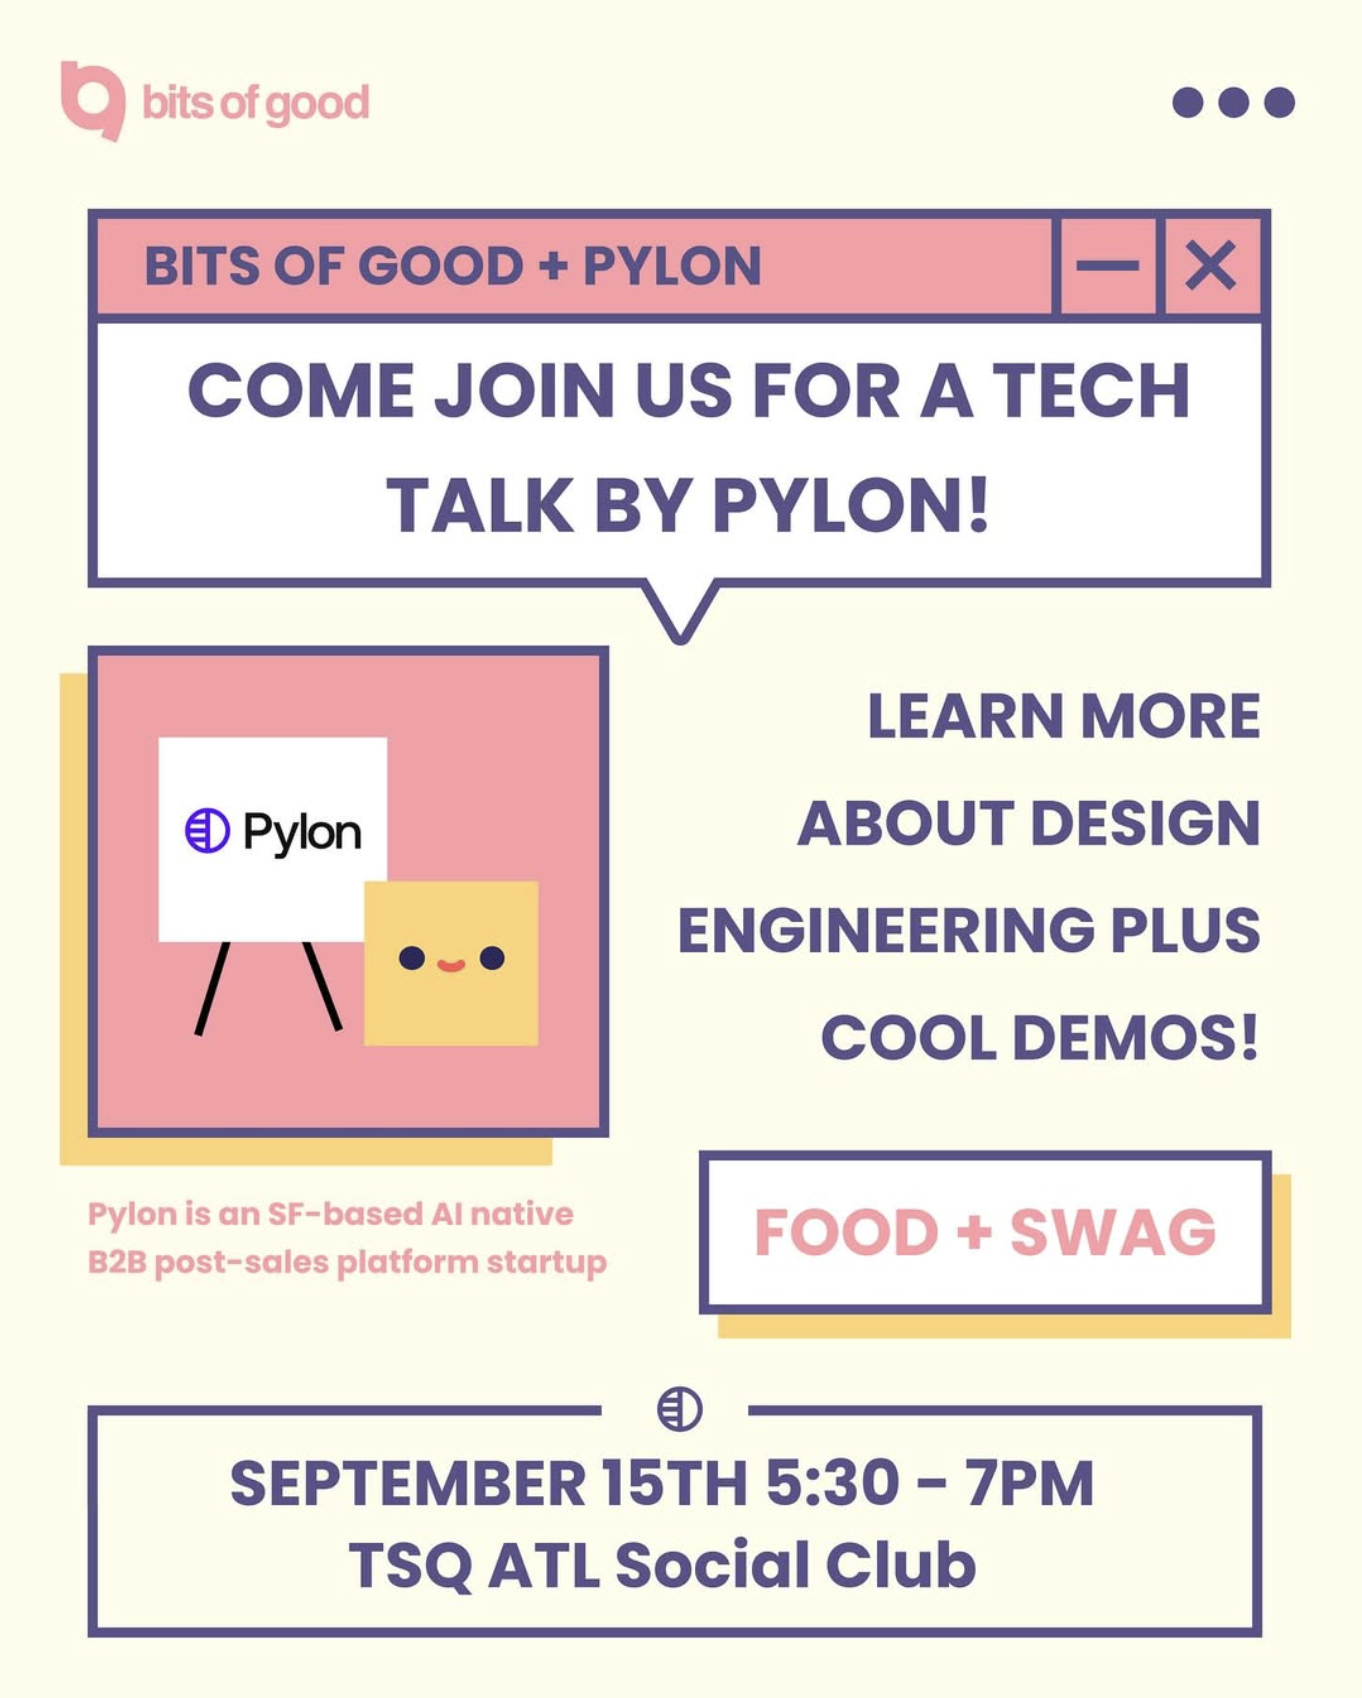 bits of good
BITS OF GOOD + PYLON
COME JOIN US FOR A TECH
TALK BY PYLON!
Pylon
LEARN MORE
ABOUT DESIGN
ENGINEERING PLUS
COOL DEMOS!
Pylon is an SF-based AI native
B2B post-sales platform startup
FOOD + SWAG
SEPTEMBER 15TH 5:30 - 7PM
TSQ ATL Social Club